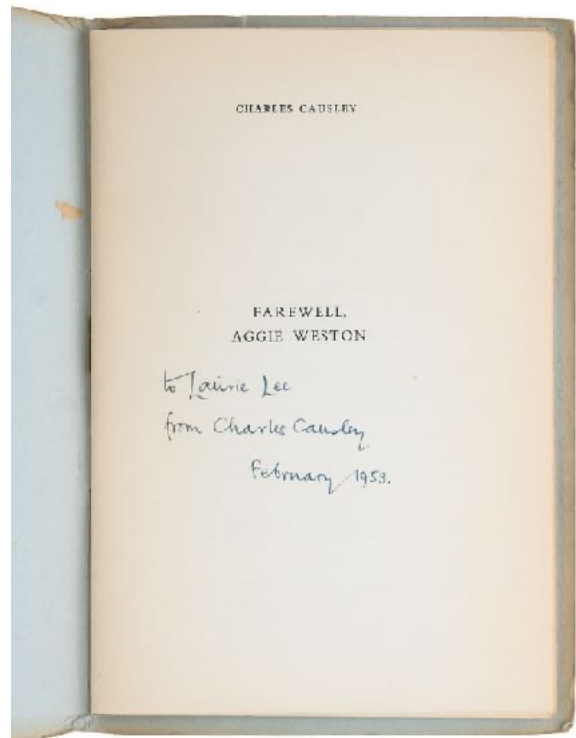 CHARLES CAUSLEY
FAREWELL,
AGGIE WESTON
to Laurie Lee
from Charles Causley
February 1953.